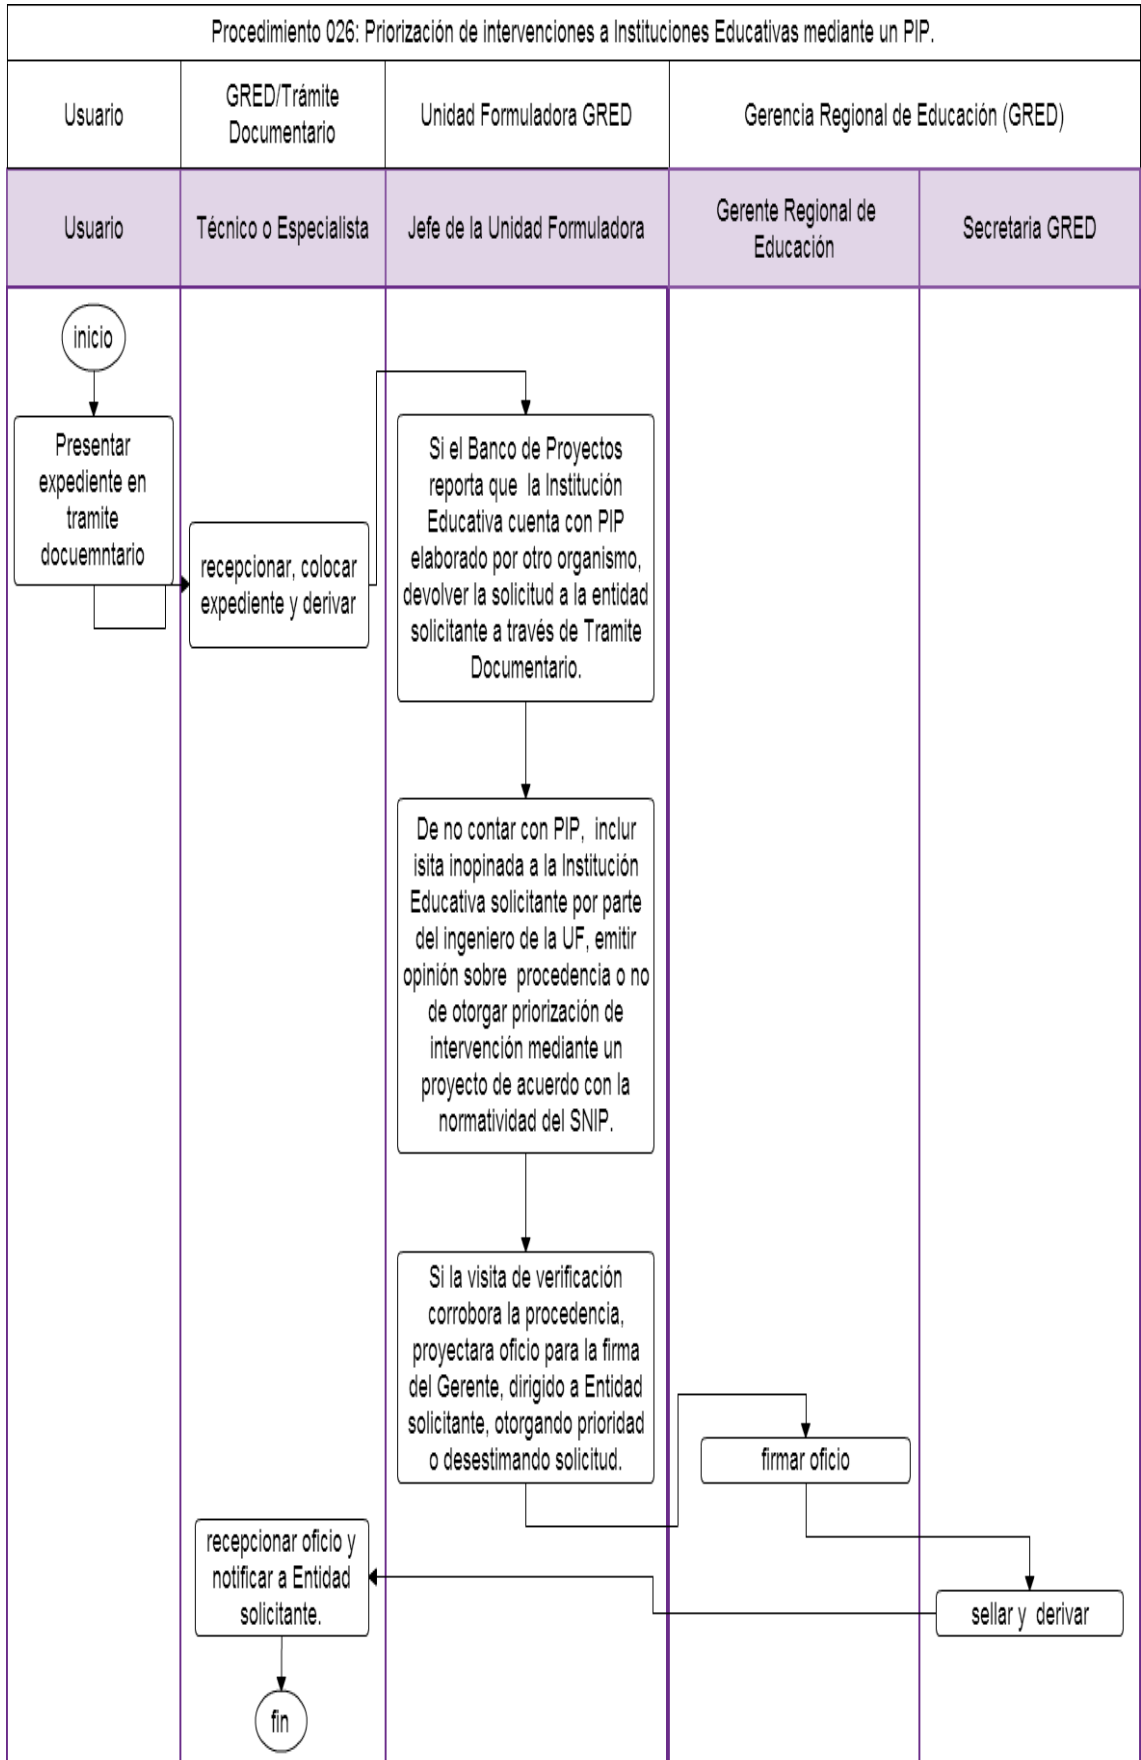 Procedimiento 026: Priorización de intervenciones a Instituciones Educativas mediante un PIP.
Usuario
GRED/Trámite
Documentario
Unidad Formuladora GRED
Gerencia Regional de Educación (GRED)
Usuario
Técnico o Especialista
Jefe de la Unidad Formuladora
Gerente Regional de
Educación
Secretaria GRED
inicio
Presentar
expediente en
tramite
docuemntario
recepcionar, colocar
expediente y derivar
Si el Banco de Proyectos
reporta que la Institución
Educativa cuenta con PIP
elaborado por otro organismo,
devolver la solicitud a la entidad
solicitante a través de Tramite
Documentario.
De no contar con PIP, inclur
isita inopinada a la Institución
Educativa solicitante por parte
del ingeniero de la UF, emitir
opinión sobre procedencia o no
de otorgar priorización de
intervención mediante un
proyecto de acuerdo con la
normatividad del SNIP.
Si la visita de verificación
corrobora la procedencia,
proyectara oficio para la firma
del Gerente, dirigido a Entidad
solicitante, otorgando prioridad
o desestimando solicitud.
firmar oficio
sellar y derivar
recepcionar oficio y
notificar a Entidad
solicitante.
fin